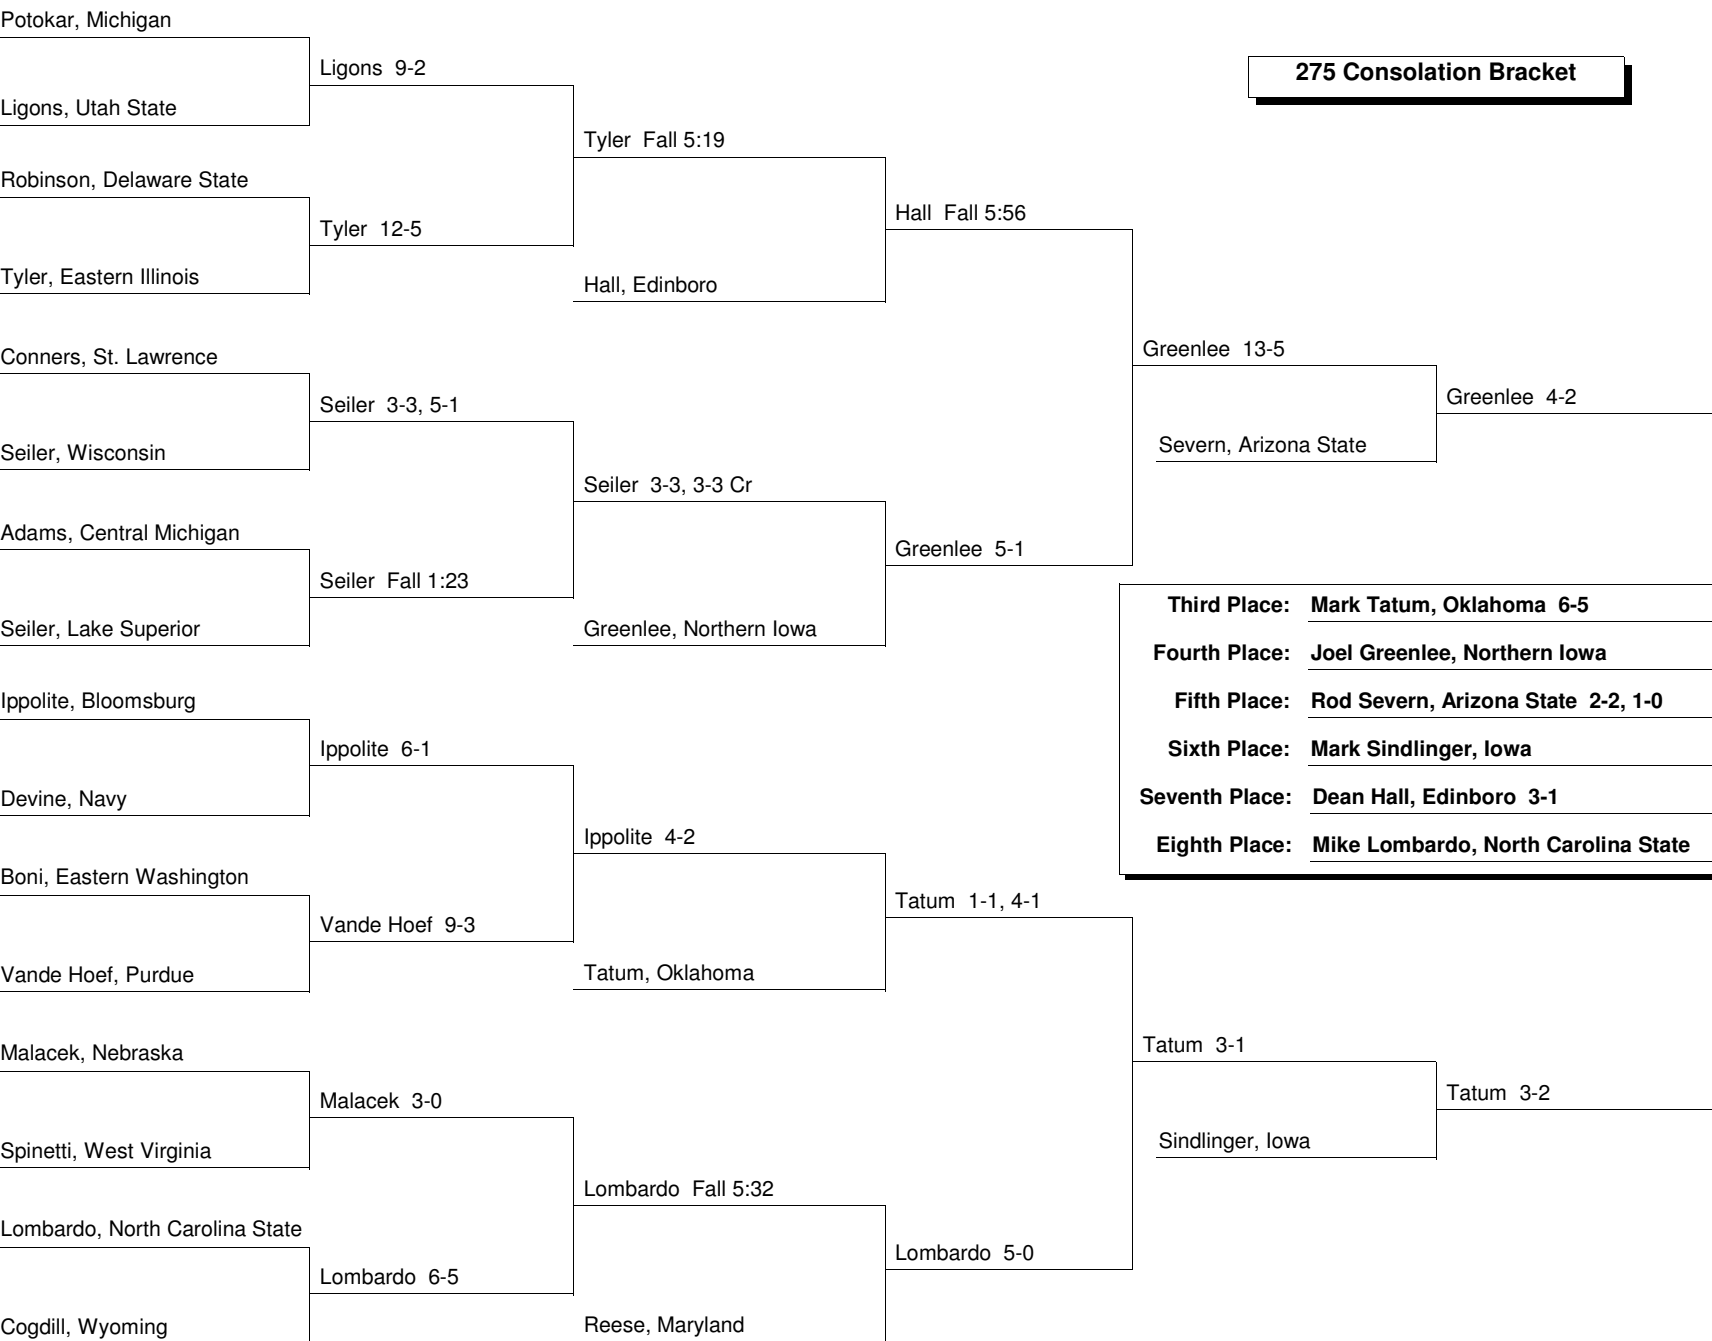 Potokar, Michigan
Ligons 9-2
275 Consolation Bracket
Ligons, Utah State
Tyler Fall 5:19
Robinson, Delaware State
Hall Fall 5:56
Tyler 12-5
Tyler, Eastern Illinois
Hall, Edinboro
Greenlee 13-5
Conners, St. Lawrence
Greenlee 4-2
Seiler 3-3, 5-1
Severn, Arizona State
Seiler, Wisconsin
Seiler 3-3, 3-3 Cr
Adams, Central Michigan
Greenlee 5-1
Seiler Fall 1:23
Seiler, Lake Superior
Greenlee, Northern Iowa
Third Place: Mark Tatum, Oklahoma 6-5
Fourth Place: Joel Greenlee, Northern Iowa
Fifth Place: Rod Severn, Arizona State 2-2, 1-0
Sixth Place: Mark Sindlinger, Iowa
Seventh Place: Dean Hall, Edinboro 3-1
Eighth Place: Mike Lombardo, North Carolina State
Ippolite, Bloomsburg
Ippolite 6-1
Devine, Navy
Ippolite 4-2
Boni, Eastern Washington
Tatum 1-1, 4-1
Vande Hoef 9-3
Vande Hoef, Purdue
Tatum, Oklahoma
Malacek, Nebraska
Tatum 3-1
Malacek 3-0
Tatum 3-2
Spinetti, West Virginia
Sindlinger, Iowa
Lombardo Fall 5:32
Lombardo, North Carolina State
Lombardo 5-0
Lombardo 6-5
Cogdill, Wyoming
Reese, Maryland